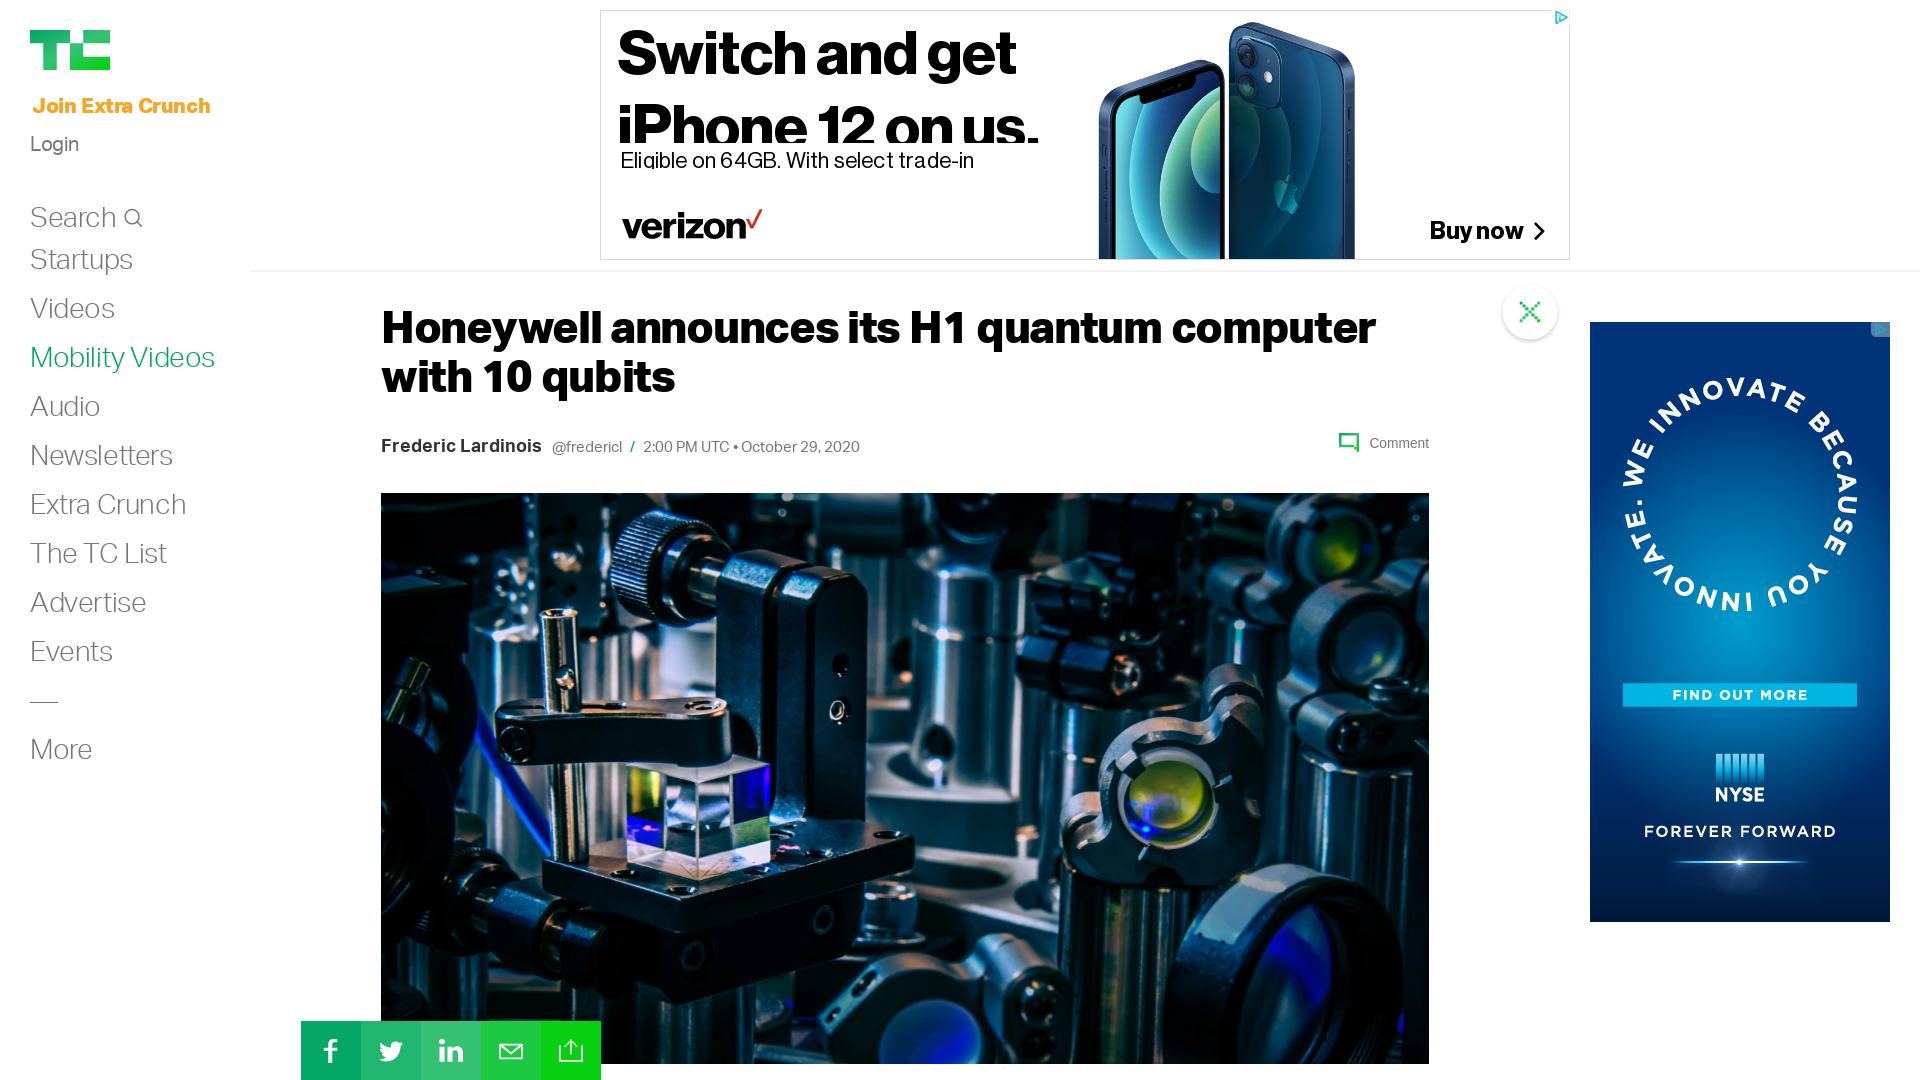 TC
Join Extra Crunch
Login
Search
Startups
Videos
Mobility Videos
Audio
Newsletters
Extra Crunch
The TC List
Advertise
Events
More
Switch and get
iPhone 12 on us.
Eligible on 64GB. With select trade-in
verizon✓
Buy now
Honeywell announces its H1 quantum computer
with 10 qubits
Frederic Lardinois @fredericl / 2:00 PM UTC • October 29, 2020
Comment
WE INNOVATE BECAUSE YOU INNOVATE.
FIND OUT MORE
NYSE
FOREVER FORWARD